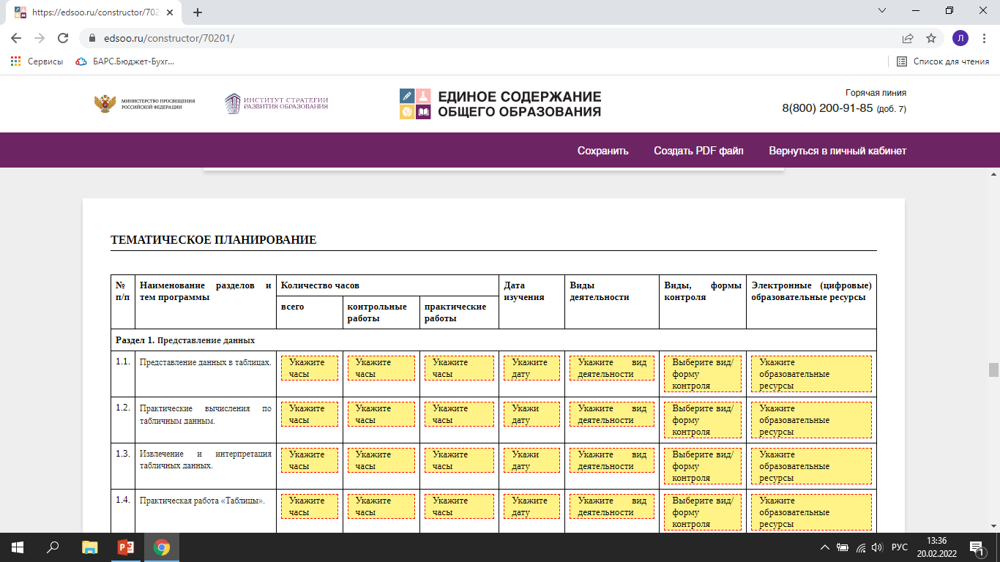 https://edsoo.ru/constructor/702
edsoo.ru/constructor/70201/
Л
Сервисы
БАРС.Бюджет-Бухг...
Список для чтения
МИНИСТЕРСТВО ПРОСВЕЩЕНИЯ
РОССИЙСКОЙ ФЕДЕРАЦИИ
ИНСТИТУТ СТРАТЕГИИ
РАЗВИТИЯ ОБРАЗОВАНИЯ
ЕДИНОЕ СОДЕРЖАНИЕ
ОБЩЕГО ОБРАЗОВАНИЯ
Горячая линия
8(800) 200-91-85 (доб. 7)
Сохранить Создать PDF файл Вернуться в личный кабинет
ТЕМАТИЧЕСКОЕ ПЛАНИРОВАНИЕ
№
п/п
Наименование разделов и
тем программы
Количество часов
всего
контрольные
работы
практические
работы
Дата
изучения
Виды
деятельности
Виды, формы
контроля
Электронные (цифровые)
образовательные ресурсы
Раздел 1. Представление данных
1.1.
Представление данных в таблицах.
Укажите
часы
Укажите
часы
Укажите
часы
Укажите
дату
Укажите вид
деятельности
Выберите вид/
форму
контроля
Укажите
образовательные
ресурсы
1.2.
Практические вычисления по
табличным данным.
Укажите
часы
Укажите
часы
Укажите
часы
Укажи
дату
Укажите вид
деятельности
Выберите вид/
форму
контроля
Укажите
образовательные
ресурсы
1.3.
Извлечение и интерпретация
табличных данных.
Укажите
часы
Укажите
часы
Укажите
часы
Укажи
дату
Укажите вид
деятельности
Выберите вид/
форму
контроля
Укажите
образовательные
ресурсы
1.4.
Практическая работа «Таблицы».
Укажите
часы
Укажите
часы
Укажите
часы
Укажите
дату
Укажите вид
деятельности
Выберите вид/
форму
контроля
Укажите
образовательные
ресурсы
РУС
13:36
20.02.2022
1